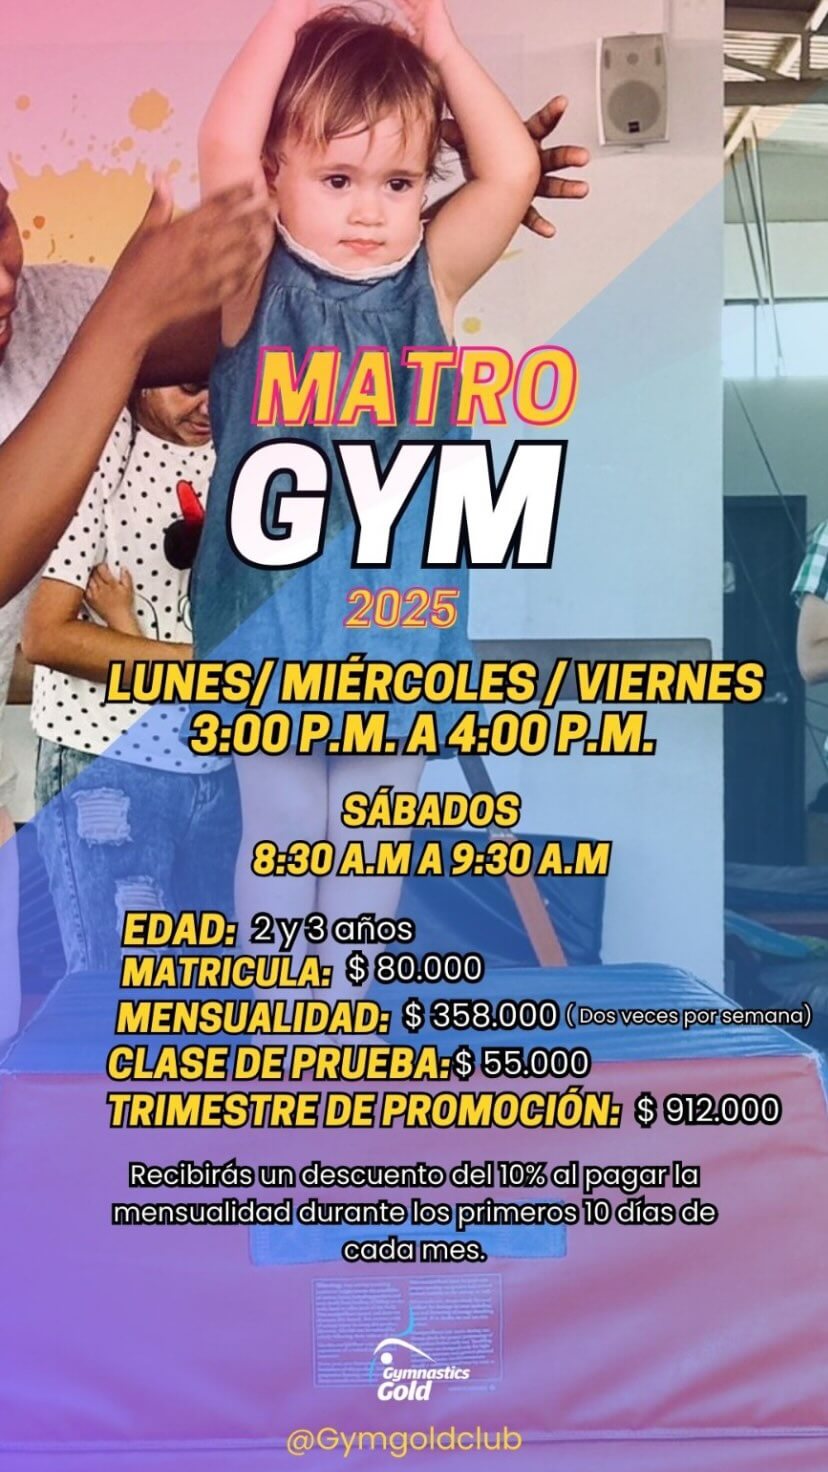 MATRO
GYM
2025
LUNES/ MIÉRCOLES / VIERNES
3:00 P.M. A 4:00 P.M.
SÁBADOS
8:30 A.M A 9:30 A.M
EDAD: 2 y 3 años
MATRICULA: $ 80.000
MENSUALIDAD: $ 358.000 ( Dos veces por semana)
CLASE DE PRUEBA: $ 55.000
TRIMESTRE DE PROMOCIÓN: $ 912.000
Recibirás un descuento del 10% al pagar la
mensualidad durante los primeros 10 días de
cada mes.
Gymnastics
Gold
@Gymgoldclub